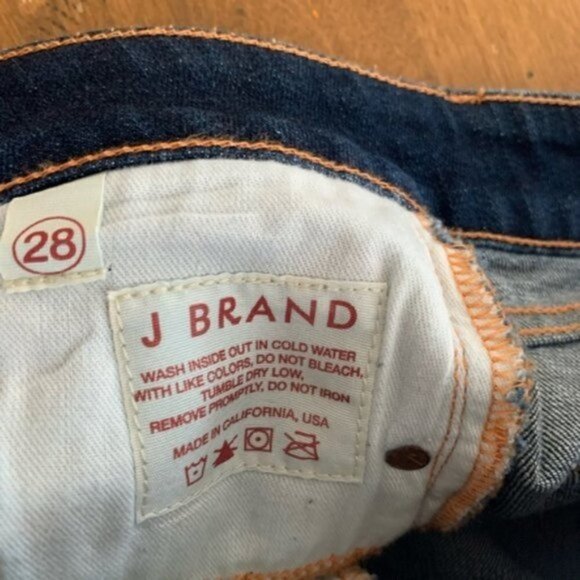 28
J BRAND
WASH INSIDE OUT IN COLD WATER
WITH LIKE COLORS, DO NOT BLEACH,
TUMBLE DRY LOW,
REMOVE PROMPTLY, DO NOT IRON
MADE IN CALIFORNIA, USA